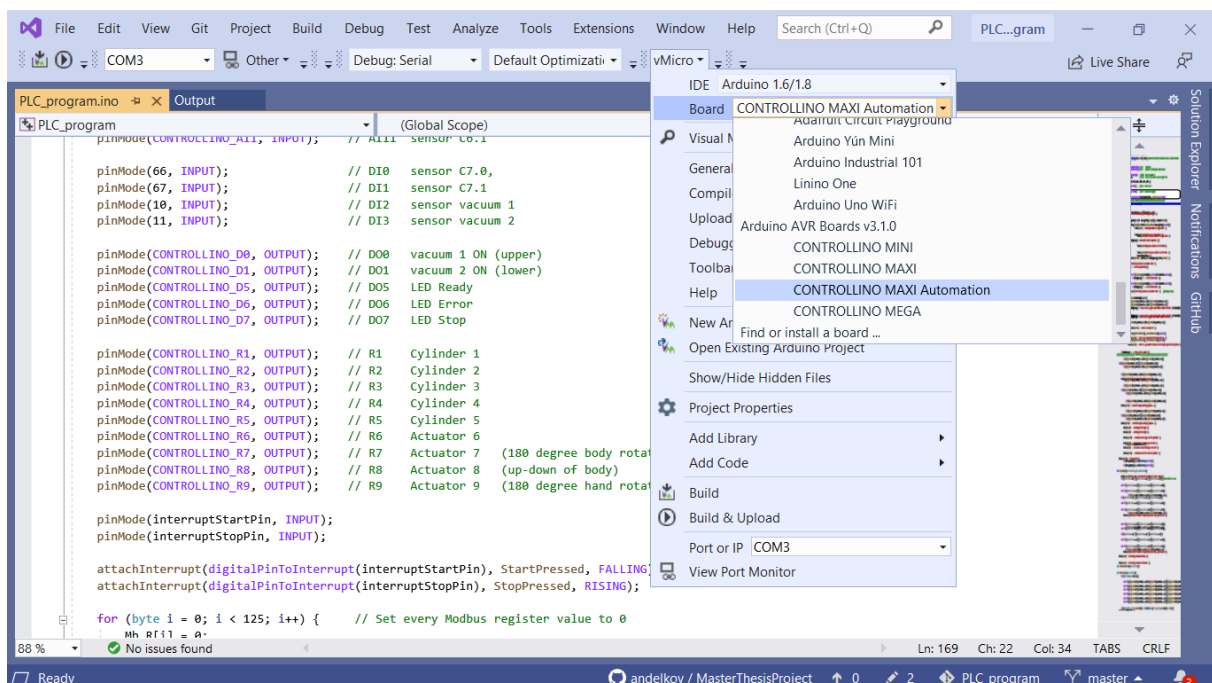 File Edit View Git Project Build Debug Test Analyze Tools Extensions Window Help Search (Ctrl+Q) PLC...gram
COM3 Other Debug: Serial Default Optimizati vMicro Live Share
PLC_program.ino Output
PLC_program (Global Scope)
pinMode(CONTROLLINO_AI1, INPUT); // AI11 sensor C6.1
pinMode(66, INPUT); // DI0 sensor C7.0,
pinMode(67, INPUT); // DI1 sensor C7.1
pinMode(10, INPUT); // DI2 sensor vacuum 1
pinMode(11, INPUT); // DI3 sensor vacuum 2
pinMode(CONTROLLINO_D0, OUTPUT); // DO0 vacuum 1 ON (upper)
pinMode(CONTROLLINO_D1, OUTPUT); // DO1 vacuum 2 ON (lower)
pinMode(CONTROLLINO_D5, OUTPUT); // DO5 LED Ready
pinMode(CONTROLLINO_D6, OUTPUT); // DO6 LED Error
pinMode(CONTROLLINO_D7, OUTPUT); // DO7 LED Stop
pinMode(CONTROLLINO_R1, OUTPUT); // R1 Cylinder 1
pinMode(CONTROLLINO_R2, OUTPUT); // R2 Cylinder 2
pinMode(CONTROLLINO_R3, OUTPUT); // R3 Cylinder 3
pinMode(CONTROLLINO_R4, OUTPUT); // R4 Cylinder 4
pinMode(CONTROLLINO_R5, OUTPUT); // R5 Cylinder 5
pinMode(CONTROLLINO_R6, OUTPUT); // R6 Actuator 6
pinMode(CONTROLLINO_R7, OUTPUT); // R7 Actuator 7 (180 degree body rotat
pinMode(CONTROLLINO_R8, OUTPUT); // R8 Actuator 8 (up-down of body)
pinMode(CONTROLLINO_R9, OUTPUT); // R9 Actuator 9 (180 degree hand rotat
pinMode(interruptStartPin, INPUT);
pinMode(interruptStopPin, INPUT);
attachInterrupt(digitalPinToInterrupt(interruptStartPin), StartPressed, FALLING)
attachInterrupt(digitalPinToInterrupt(interruptStopPin), StopPressed, RISING);
for (byte i = 0; i < 125; i++) { // Set every Modbus register value to 0
Mb_R[i] = 0;
IDE Arduino 1.6/1.8
Board CONTROLLINO MAXI Automation
Visual M
General
Compil
Upload
Debugg
Toolbar
Help
New Ar
Open Existing Arduino Project
Show/Hide Hidden Files
Project Properties
Add Library
Add Code
Build
Build & Upload
Port or IP COM3
View Port Monitor
Adafruit Circuit Playground
Arduino Yún Mini
Arduino Industrial 101
Linino One
Arduino Uno WiFi
Arduino AVR Boards v3.1.0
CONTROLLINO MINI
CONTROLLINO MAXI
CONTROLLINO MAXI Automation
CONTROLLINO MEGA
Find or install a board ...
Solution Explorer
Notifications
GitHub
88 % No issues found Ln: 169 Ch: 22 Col: 34 TABS CRLF
Ready andelkov / MasterThesisProject 0 2 PLC_program master 3